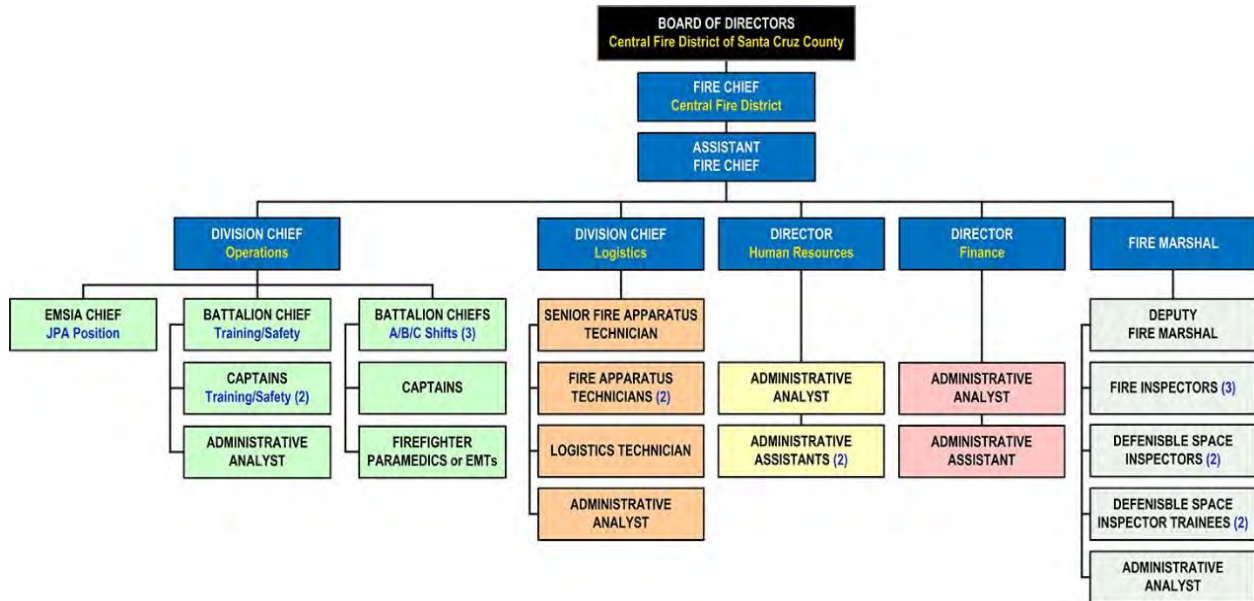 BOARD OF DIRECTORS
Central Fire District of Santa Cruz County
FIRE CHIEF
Central Fire District
ASSISTANT
FIRE CHIEF
DIVISION CHIEF
Operations
DIVISION CHIEF
Logistics
DIRECTOR
Human Resources
DIRECTOR
Finance
FIRE MARSHAL
EMSIA CHIEF
JPA Position
BATTALION CHIEF
Training/Safety
CAPTAINS
Training/Safety (2)
ADMINISTRATIVE
ANALYST
BATTALION CHIEFS
A/B/C Shifts (3)
CAPTAINS
FIREFIGHTER
PARAMEDICS or EMTs
SENIOR FIRE APPARATUS
TECHNICIAN
FIRE APPARATUS
TECHNICIANS (2)
LOGISTICS TECHNICIAN
ADMINISTRATIVE
ANALYST
ADMINISTRATIVE
ANALYST
ADMINISTRATIVE
ASSISTANTS (2)
ADMINISTRATIVE
ANALYST
ADMINISTRATIVE
ASSISTANT
DEPUTY
FIRE MARSHAL
FIRE INSPECTORS (3)
DEFENISBLE SPACE
INSPECTORS (2)
DEFENISBLE SPACE
INSPECTOR TRAINEES (2)
ADMINISTRATIVE
ANALYST